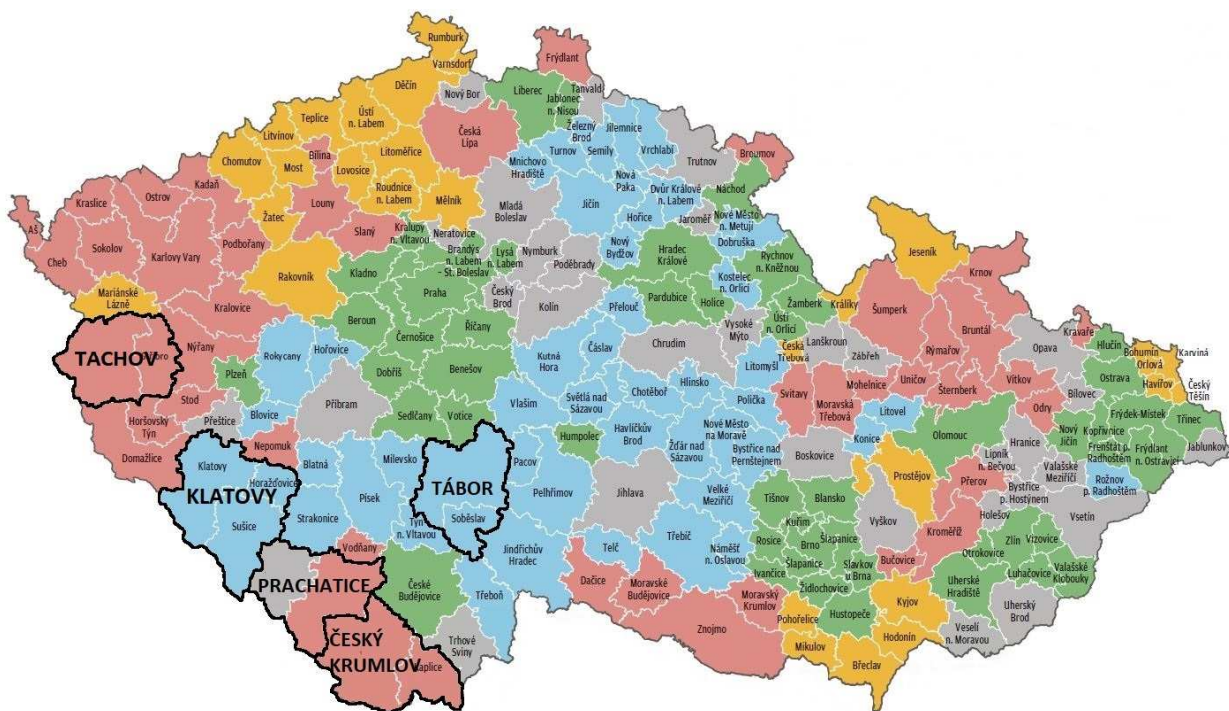 Rumburk
Varnsdorf
Frýdlant
Děčín
Nový Bor
Liberec
Tanvald
Jablonec
n. Nisou
Teplice
Ústí
n. Labem
Česká
Lípa
Železný
Brod
Jilemnice
Litvínov
Turnov
Semily
Vrchlabí
Chomutov
Most
Bílina
Litoměřice
Lovosice
Mnichovo
Hradiště
Trutnov
Broumov
Kadaň
Roudnice
n. Labem
Nová
Paka
Dvůr Králové
n. Labem
Náchod
Kraslice
Ostrov
Žatec
Louny
Mělník
Mladá
Boleslav
Jičín
Hořice
Jaroměř
Nové Město
n. Metují
Aš
Sokolov
Karlovy Vary
Podbořany
Slaný
Kralupy
n. Vltavou
Neratovice
Brandýs
n. Labem
- St. Boleslav
Lysá
n. Labem
Nymburk
Poděbrady
Nový
Bydžov
Hradec
Králové
Dobruška
Rychnov
n. Kněžnou
Jeseník
Cheb
Rakovník
Kladno
Praha
Český
Brod
Kolín
Kostelec
n. Orlicí
Krnov
Mariánské
Lázně
Kralovice
Beroun
Černošice
Říčany
Přelouč
Pardubice
Holice
Žamberk
Králíky
Šumperk
Bruntál
TACHOV
Nýřany
Rokycany
Hořovice
Kutná
Hora
Čáslav
Chrudim
Vysoké
Mýto
Ústí
n. Orlicí
Česká
Třebová
Lanškroun
Zábřeh
Rýmařov
Opava
Kravaře
Hlučín
Bohumín
Orlová
Karviná
Havířov
Český
Těšín
Plzeň
Dobříš
Benešov
Litomyšl
Ostrava
Stod
Příbram
Sedlčany
Votice
Vlašim
Světlá nad
Sázavou
Chotěboř
Hlinsko
Polička
Svitavy
Moravská
Třebová
Mohelnice
Uničov
Šternberk
Vítkov
Odry
Bílovec
Frýdek-Místek
Třinec
Horšovský
Týn
Přeštice
Blovice
Nepomuk
Humpolec
Havlíčkův
Brod
Žďár nad
Sázavou
Nové Město
na Moravě
Bystřice nad
Pernštejnem
Litovel
Konice
Olomouc
Nový
Jičín
Kopřivnice
Frenštát p.
Radhoštěm
Frýdlant
n. Ostravicí
Jablunkov
Domažlice
Klatovy
Horažďovice
Blatná
Milevsko
Pacov
Pelhřimov
Boskovice
Prostějov
Lipník
n. Bečvou
Hranice
Valašské
Meziříčí
Rožnov
p. Radhoštěm
KLATOVY
TÁBOR
Písek
Jihlava
Velké
Meziříčí
Tišnov
Blansko
Přerov
Bystřice
p. Hostýnem
Sušice
Strakonice
Soběslav
Týn
n. Vltavou
Kuřim
Vyškov
Kroměříž
Holešov
Vsetín
Vodňany
Jindřichův
Hradec
Telč
Třebíč
Náměšť
n. Oslavou
Rosice
Brno
Šlapanice
Slavkov
u Brna
Bučovice
Otrokovice
Zlín
Vizovice
PRACHATICE
České
Budějovice
Třeboň
Dačice
Moravské
Budějovice
Moravský
Krumlov
Ivančice
Šlapanice
Židlochovice
Uherské
Hradiště
Luhačovice
Valašské
Klobouky
ČESKÝ
KRUMLOV
Trhové
Sviny
Znojmo
Pohořelice
Hustopeče
Kyjov
Hodonín
Veselí
n. Moravou
Uherský
Brod
Mikulov
Břeclav